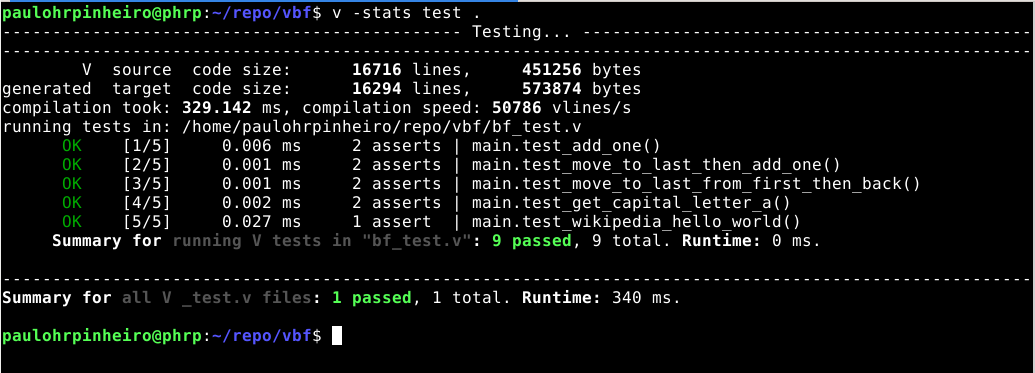 paulohrpinheiro@phrp:~/repo/vbf$ v -stats test .
---------------------------------------------- Testing... ---------------------------------------------
-------------------------------------------------------------------------------------------------------
        V  source  code size:      16716 lines,     451256 bytes
generated  target  code size:      16294 lines,     573874 bytes
compilation took: 329.142 ms, compilation speed: 50786 vlines/s
running tests in: /home/paulohrpinheiro/repo/vbf/bf_test.v
      OK    [1/5]     0.006 ms     2 asserts | main.test_add_one()
      OK    [2/5]     0.001 ms     2 asserts | main.test_move_to_last_then_add_one()
      OK    [3/5]     0.001 ms     2 asserts | main.test_move_to_last_from_first_then_back()
      OK    [4/5]     0.002 ms     2 asserts | main.test_get_capital_letter_a()
      OK    [5/5]     0.027 ms     1 assert  | main.test_wikipedia_hello_world()
     Summary for running V tests in "bf_test.v": 9 passed, 9 total. Runtime: 0 ms.
-------------------------------------------------------------------------------------------------------
Summary for all V _test.v files: 1 passed, 1 total. Runtime: 340 ms.
paulohrpinheiro@phrp:~/repo/vbf$